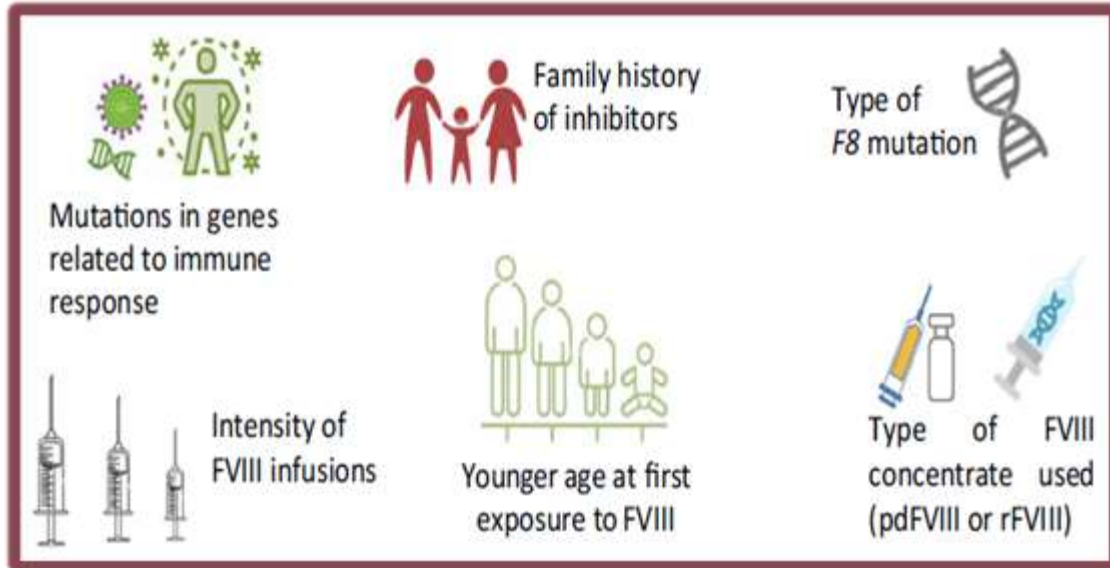 Mutations in genes
related to immune
response
Family history
of inhibitors
Type of
F8 mutation
Intensity of
FVIII infusions
Younger age at first
exposure to FVIII
Type of FVIII
concentrate used
(pdFVIII or rFVIII)